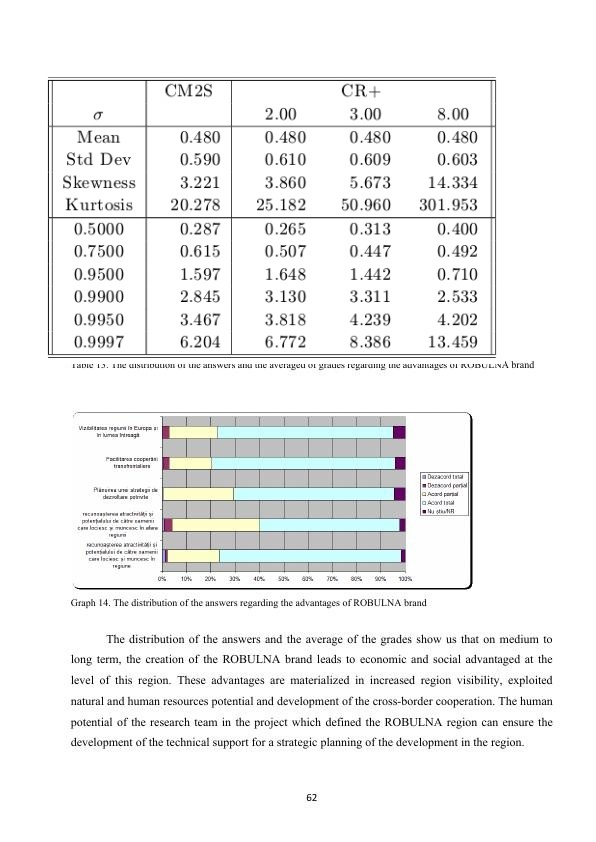 CM2S CR+
σ 2.00 3.00 8.00
Mean 0.480 0.480 0.480 0.480
Std Dev 0.590 0.610 0.609 0.603
Skewness 3.221 3.860 5.673 14.334
Kurtosis 20.278 25.182 50.960 301.953
0.5000 0.287 0.265 0.313 0.400
0.7500 0.615 0.507 0.447 0.492
0.9500 1.597 1.648 1.442 0.710
0.9900 2.845 3.130 3.311 2.533
0.9950 3.467 3.818 4.239 4.202
0.9997 6.204 6.772 8.386 13.459
Table 13. The distribution of the answers and the averaged of grades regarding the advantages of ROBULNA brand
Vizibilitatea regiunii în Europa și
în lumea întreagă
Facilitarea cooperării
transfrontaliere
Plănuirea unie strategii de
dezvoltare potrivite
recunoașterea atractivității și
potențialului de către oamenii
care lociesc și muncesc în afara
regiunii
recunoașterea atractivității și
potențialului de către oamenii
care lociesc și muncesc în
regiune
0% 10% 20% 30% 40% 50% 60% 70% 80% 90% 100%
Dezacord total
Dezacord parțial
Acord parțial
Acord total
Nu știu/NR
Graph 14. The distribution of the answers regarding the advantages of ROBULNA brand
The distribution of the answers and the average of the grades show us that on medium to
long term, the creation of the ROBULNA brand leads to economic and social advantaged at the
level of this region. These advantages are materialized in increased region visibility, exploited
natural and human resources potential and development of the cross-border cooperation. The human
potential of the research team in the project which defined the ROBULNA region can ensure the
development of the technical support for a strategic planning of the development in the region.
62